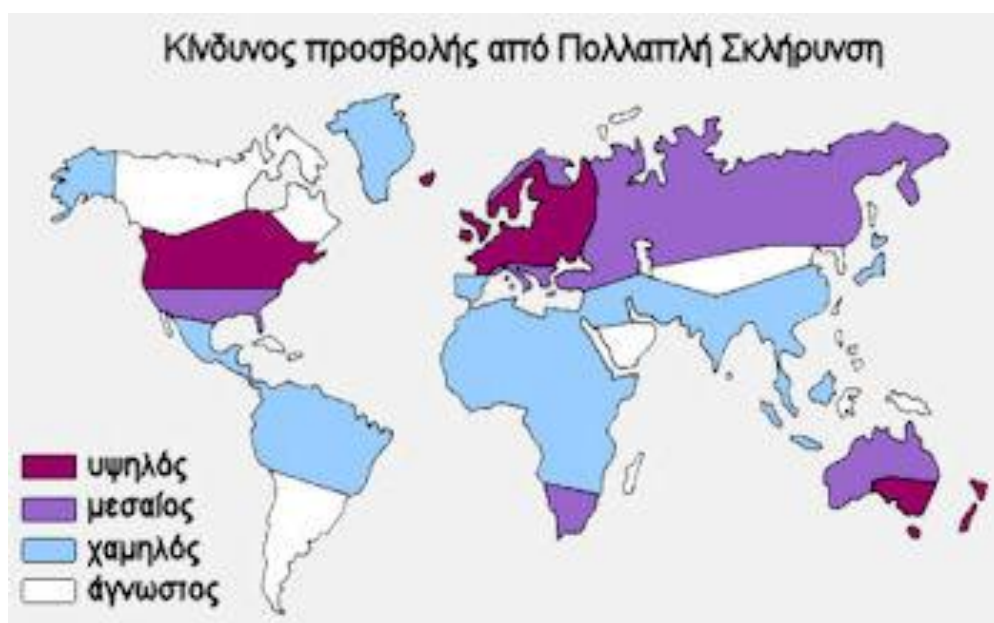 Κίνδυνος προσβολής από Πολλαπλή Σκλήρυνση
υψηλός
μεσαίος
χαμηλός
άγνωστος